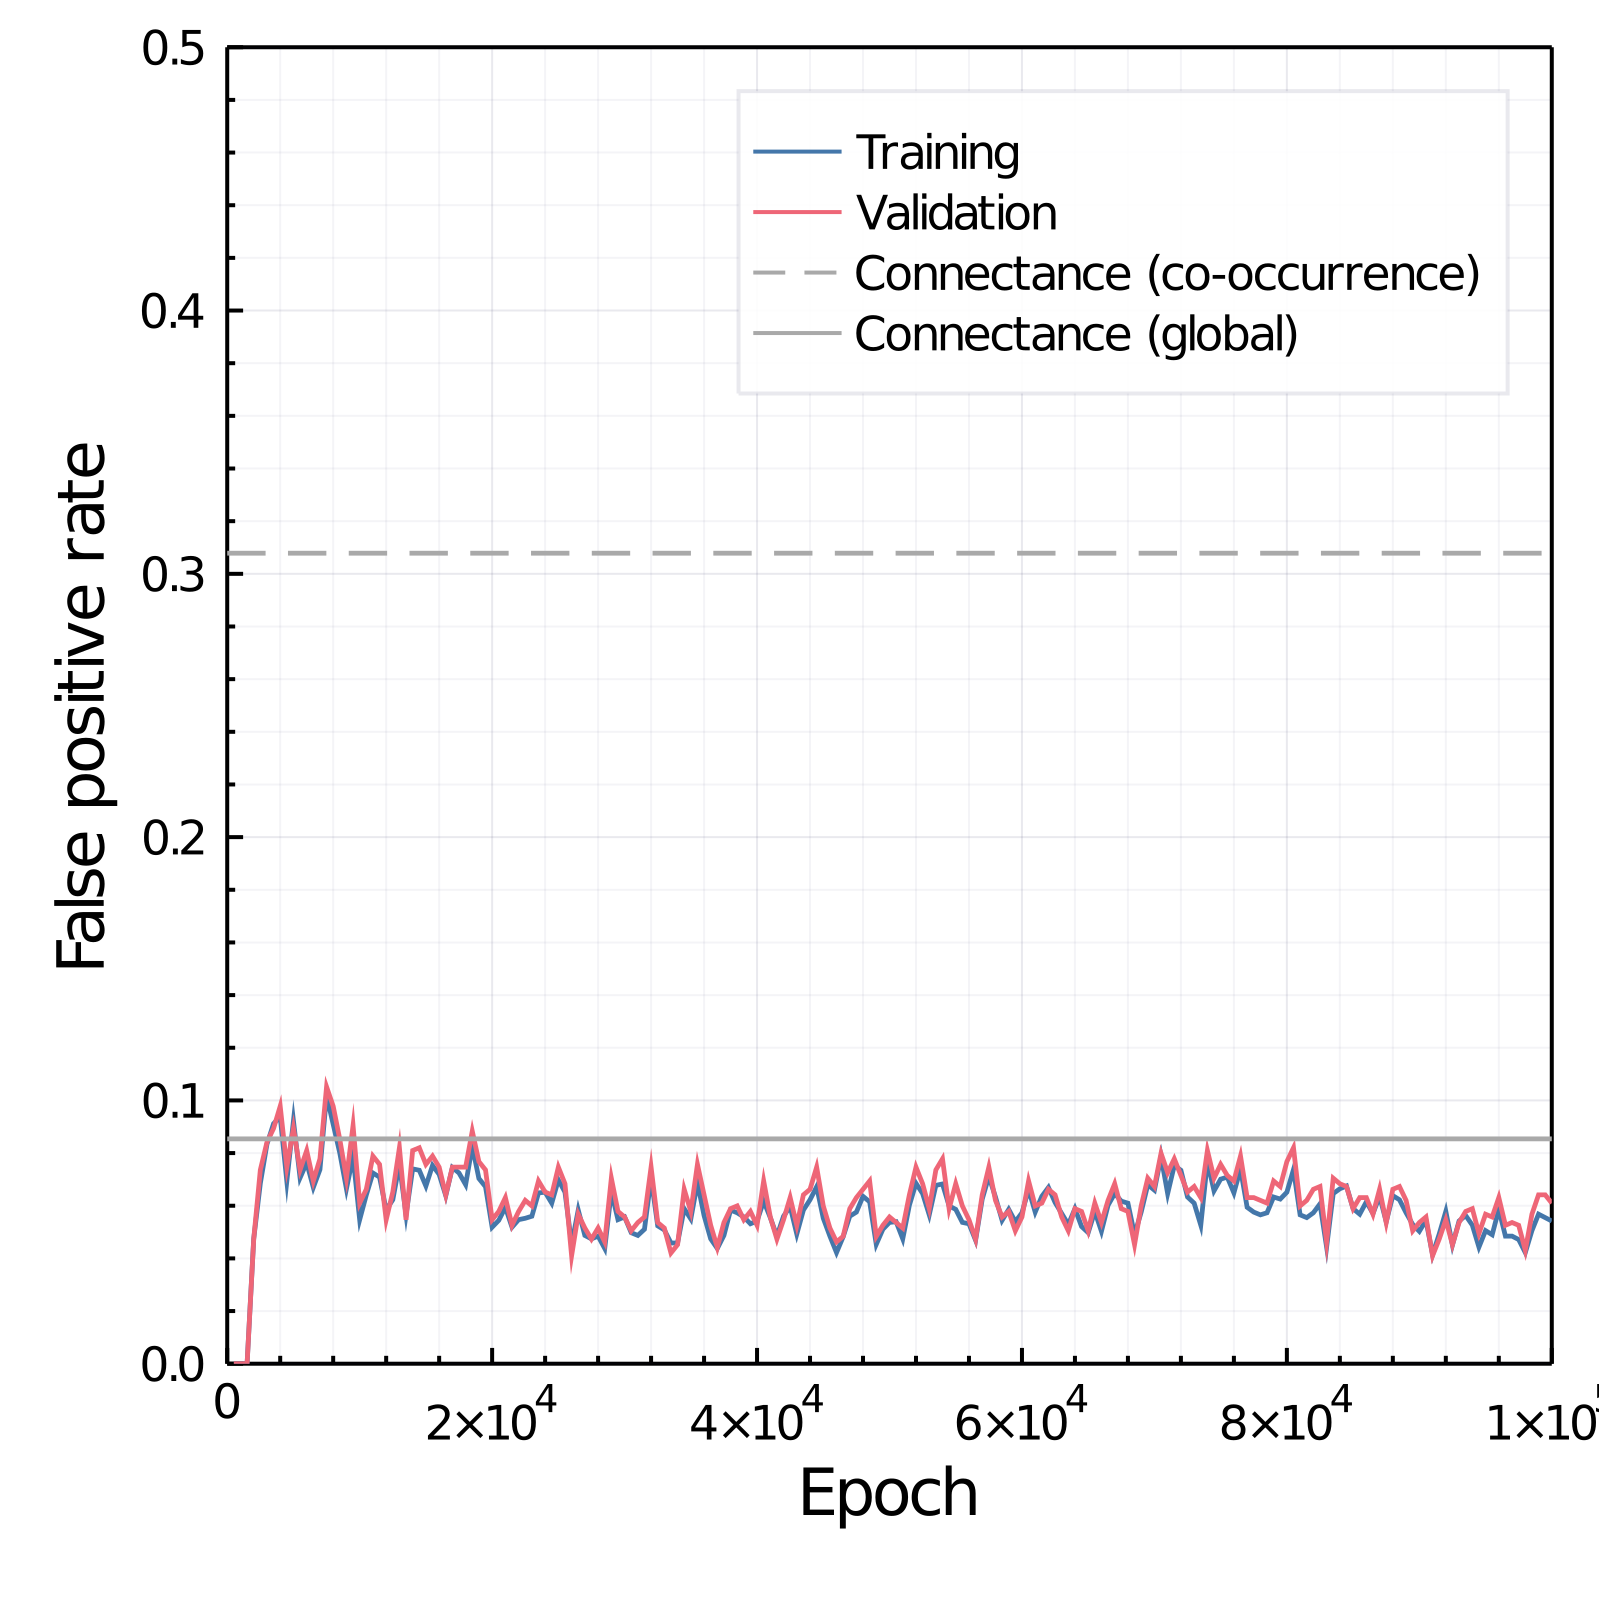 0.5
Training
Validation
Connectance (co-occurrence)
0.4
Connectance (global)
False positive rate
0.3
0.2
0.1
0.0
0
2×10⁴
4×10⁴
6×10⁴
8×10⁴
1×10
Epoch